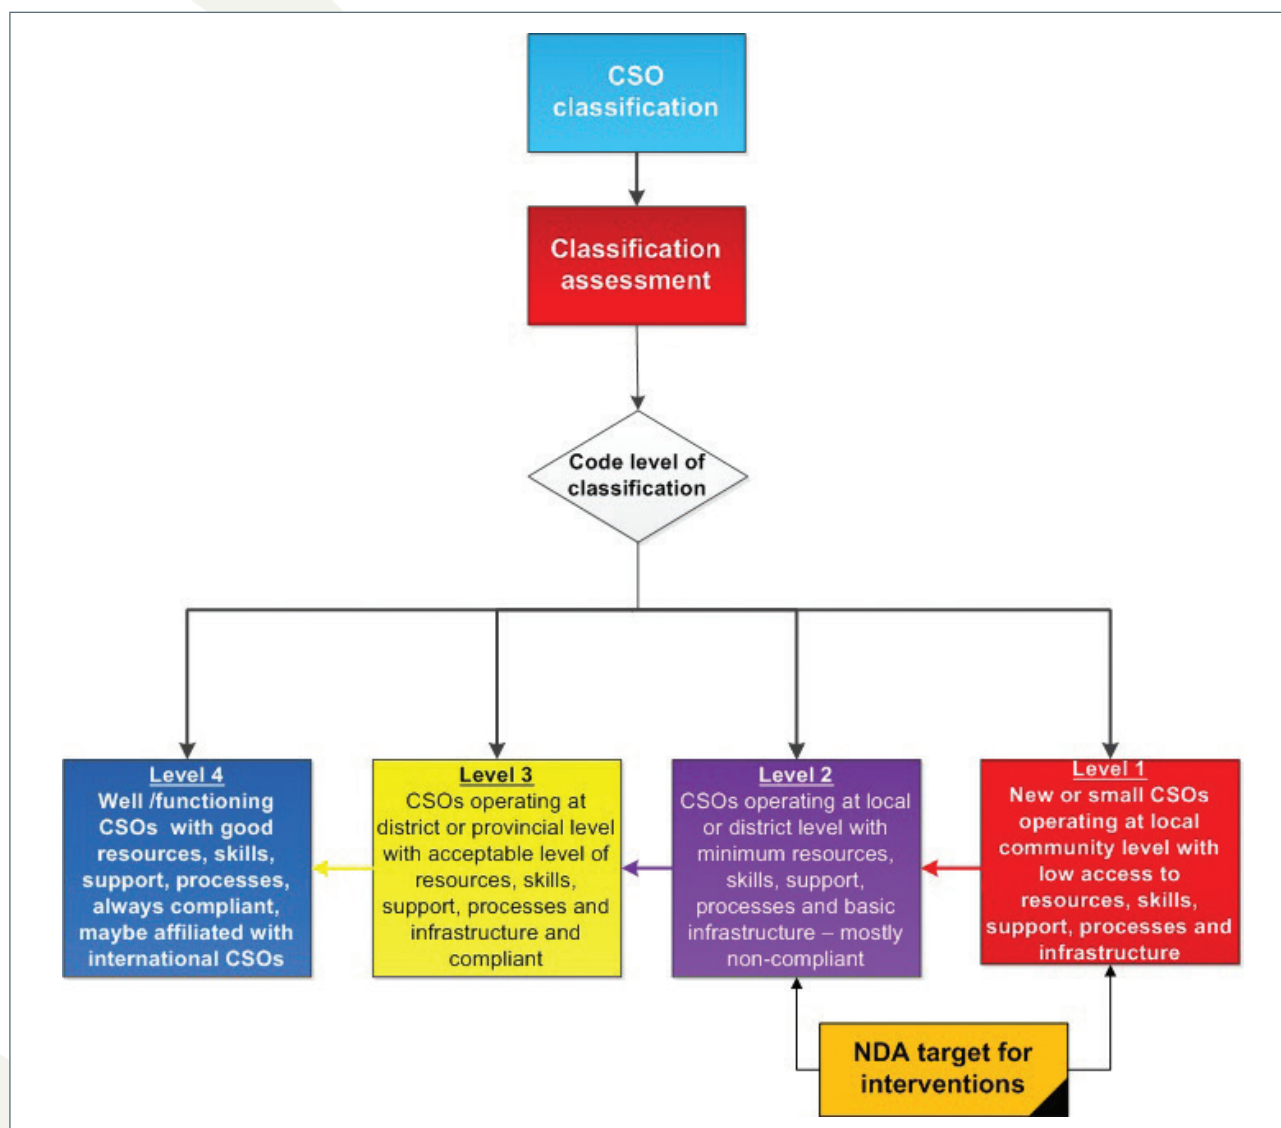 CSO
classification
Classification
assessment
Code level of
classification
Level 4
Well /functioning
CSOs with good
resources, skills,
support, processes,
always compliant,
maybe affiliated with
international CSOs
Level 3
CSOs operating at
district or provincial level
with acceptable level of
resources, skills,
support, processes and
infrastructure and
compliant
Level 2
CSOs operating at local
or district level with
minimum resources,
skills, support,
processes and basic
infrastructure – mostly
non-compliant
Level 1
New or small CSOs
operating at local
community level with
low access to
resources, skills,
support, processes and
infrastructure
NDA target for
interventions